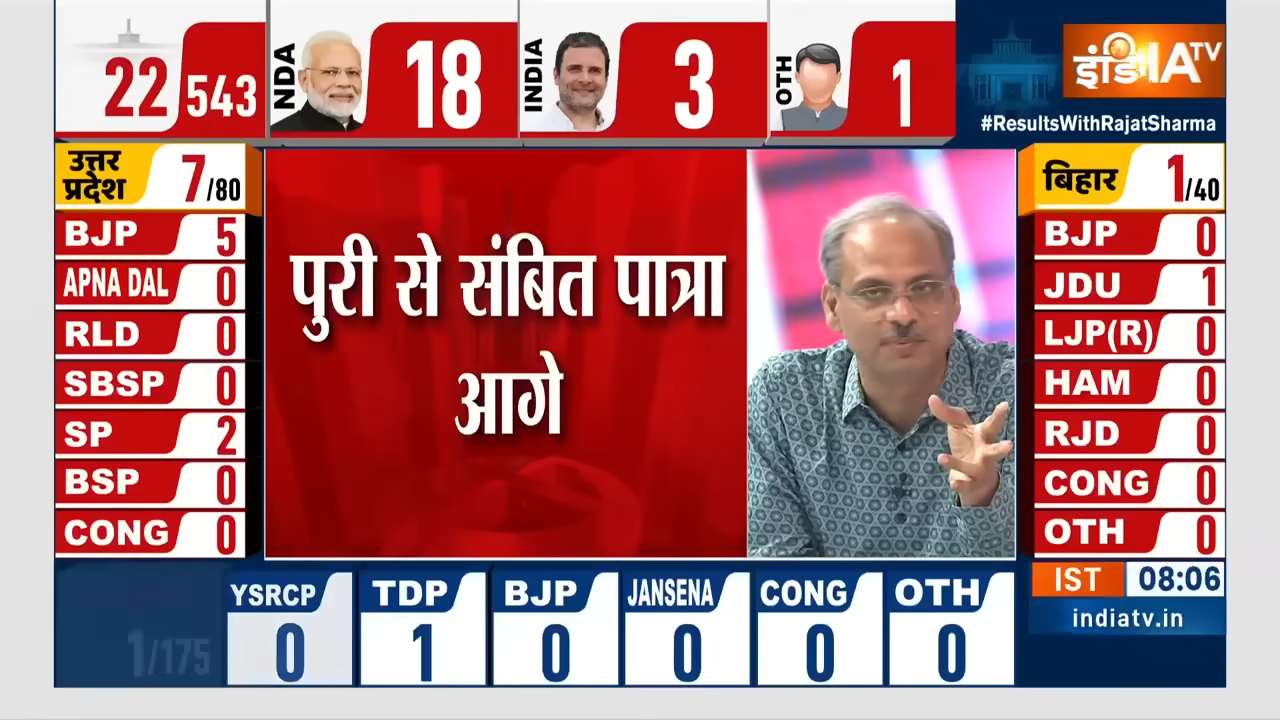 22 543
NDA 18
INDIA 3
OTH 1
इंडिIA TV
#ResultsWithRajatSharma
उत्तर प्रदेश 7/80
BJP 5
APNA DAL 0
RLD 0
SBSP 0
SP 2
BSP 0
CONG 0
पुरी से संबित पात्रा
आगे
बिहार 1/40
BJP 0
JDU 1
LJP(R) 0
HAM 0
RJD 0
CONG 0
OTH 0
IST 08:06
indiatv.in
1/175
YSRCP TDP BJP JANSENA CONG OTH
0 1 0 0 0 0